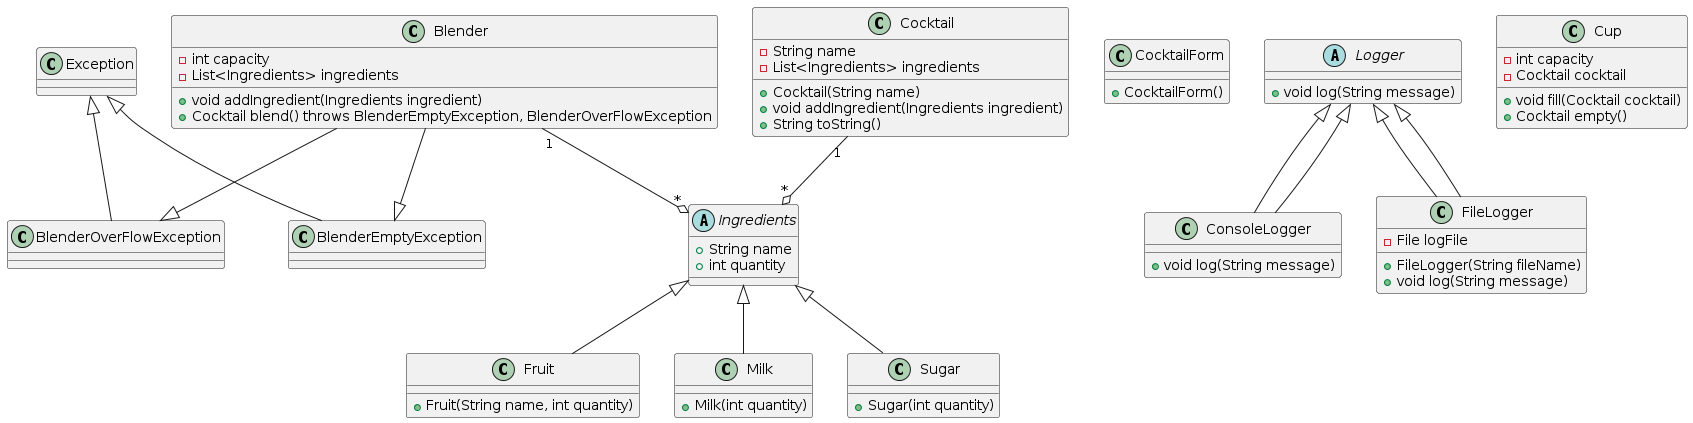 C Exception
C Blender
int capacity
List<Ingredients> ingredients
void addIngredient(Ingredients ingredient)
Cocktail blend() throws BlenderEmptyException, BlenderOverFlowException
C Cocktail
String name
List<Ingredients> ingredients
Cocktail(String name)
void addIngredient(Ingredients ingredient)
String toString()
C CocktailForm
CocktailForm()
A Logger
void log(String message)
C Cup
int capacity
Cocktail cocktail
void fill(Cocktail cocktail)
Cocktail empty()
1
1
*
*
C BlenderOverFlowException
C BlenderEmptyException
A Ingredients
String name
int quantity
C ConsoleLogger
void log(String message)
C FileLogger
File logFile
FileLogger(String fileName)
void log(String message)
C Fruit
Fruit(String name, int quantity)
C Milk
Milk(int quantity)
C Sugar
Sugar(int quantity)